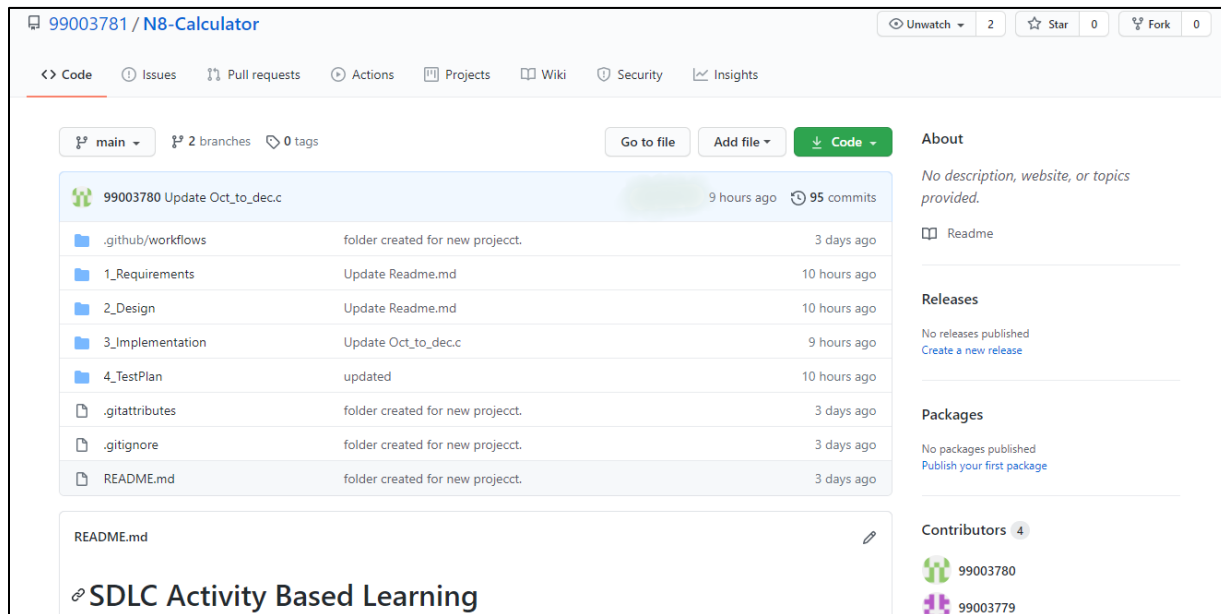 99003781 / N8-Calculator
Unwatch 2 Star 0 Fork 0
Code Issues Pull requests Actions Projects Wiki Security Insights
main 2 branches 0 tags Go to file Add file Code
99003780 Update Oct_to_dec.c 9 hours ago 95 commits
.github/workflows folder created for new projecct. 3 days ago
1_Requirements Update Readme.md 10 hours ago
2_Design Update Readme.md 10 hours ago
3_Implementation Update Oct_to_dec.c 9 hours ago
4_TestPlan updated 10 hours ago
.gitattributes folder created for new projecct. 3 days ago
.gitignore folder created for new projecct. 3 days ago
README.md folder created for new projecct. 3 days ago
README.md
SDLC Activity Based Learning
About
No description, website, or topics
provided.
Readme
Releases
No releases published
Create a new release
Packages
No packages published
Publish your first package
Contributors 4
99003780
99003779